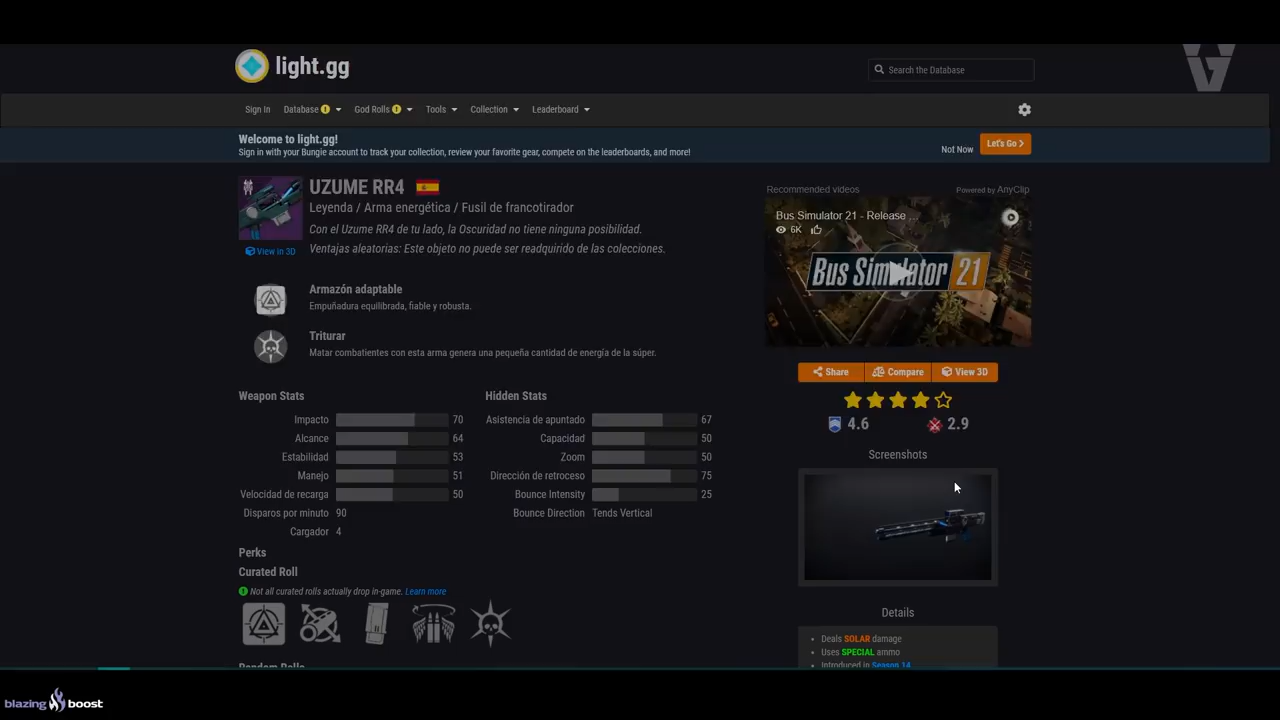 light.gg
Search the Database
Sign In
Database
God Rolls
Tools
Collection
Leaderboard
Welcome to light.gg!
Sign in with your Bungie account to track your collection, review your favorite gear, compete on the leaderboards, and more!
Not Now
Let's Go
UZUME RR4
Leyenda / Arma energética / Fusil de francotirador
Con el Uzume RR4 de tu lado, la Oscuridad no tiene ninguna posibilidad.
Ventajas aleatorias: Este objeto no puede ser readquirido de las colecciones.
View in 3D
Armazón adaptable
Empuñadura equilibrada, fiable y robusta.
Triturar
Matar combatientes con esta arma genera una pequeña cantidad de energía de la súper.
Weapon Stats
Impacto 70
Alcance 64
Estabilidad 53
Manejo 51
Velocidad de recarga 50
Disparos por minuto 90
Cargador 4
Hidden Stats
Asistencia de apuntado 67
Capacidad 50
Zoom 50
Dirección de retroceso 75
Bounce Intensity 25
Bounce Direction Tends Vertical
Perks
Curated Roll
Not all curated rolls actually drop in-game. Learn more
Random Rolls
Recommended videos
Powered by AnyClip
Bus Simulator 21 - Release ...
6K
Bus Simulator 21
Share
Compare
View 3D
4.6
2.9
Screenshots
Details
Deals SOLAR damage
Uses SPECIAL ammo
Introduced in Season 14
blazing boost